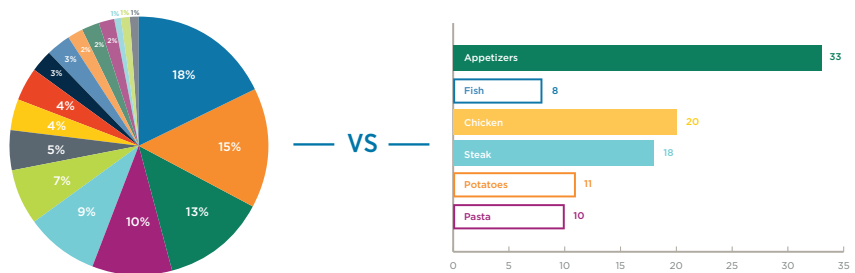 1% 1% 1%
2%
2%
2%
3%
3%
4%
4%
5%
7%
9%
10%
13%
15%
18%
VS
Appetizers 33
Fish 8
Chicken 20
Steak 18
Potatoes 11
Pasta 10
0 5 10 15 20 25 30 35